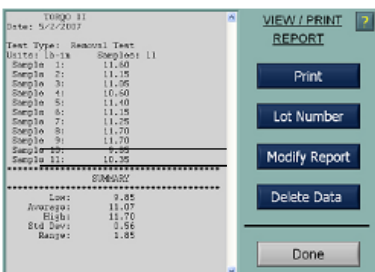 TORQO II
Date: 5/2/2007
Test Type: Removal Test
Units: lb-in Samples: 11
Sample 1: 11.60
Sample 2: 11.15
Sample 3: 11.05
Sample 4: 10.60
Sample 5: 11.40
Sample 6: 11.15
Sample 7: 11.25
Sample 8: 11.70
Sample 9: 11.70
Sample 10: 9.85
Sample 11: 10.35
SUMMARY
Low: 9.85
Average: 11.07
High: 11.70
Std Dev: 0.56
Range: 1.85
VIEW / PRINT
REPORT
?
Print
Lot Number
Modify Report
Delete Data
Done